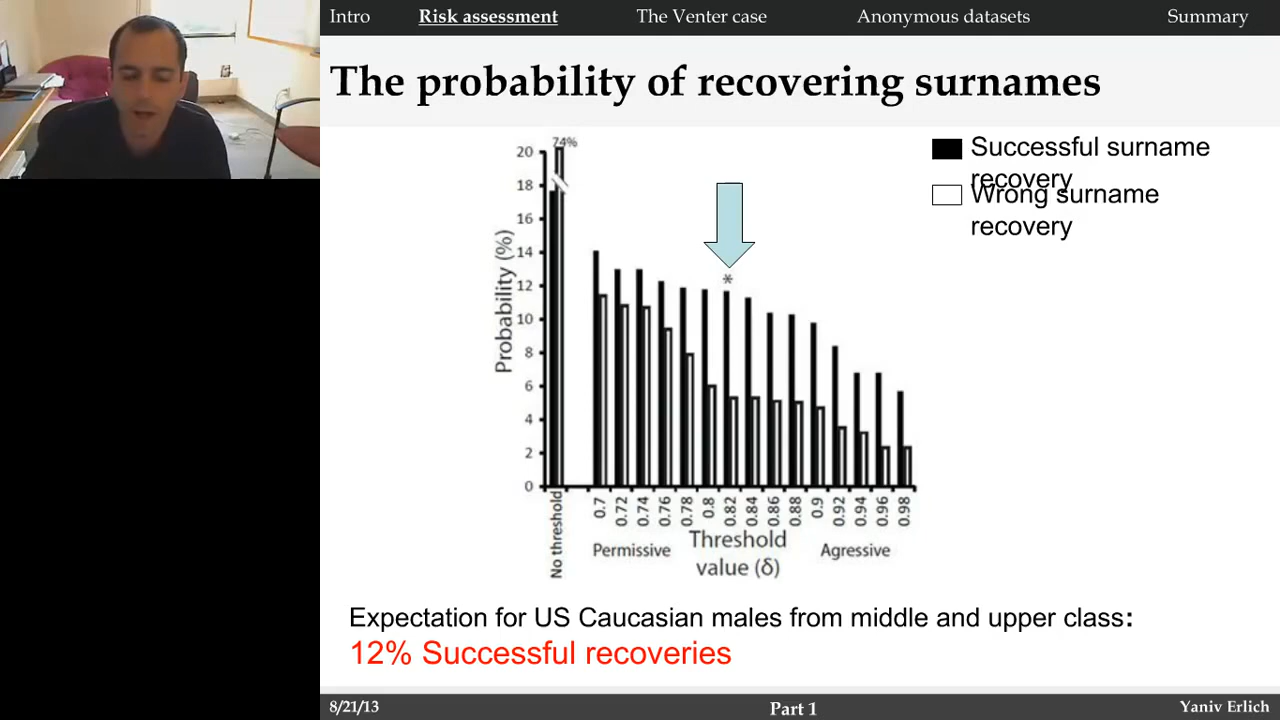 Intro Risk assessment The Venter case Anonymous datasets Summary
The probability of recovering surnames
74%
20
18
16
14
12
10
8
6
4
2
0
Probability (%)
Successful surname
recovery
Wrong surname
recovery
*
No threshold 0.7 0.72 0.74 0.76 0.78 0.8 0.82 0.84 0.86 0.88 0.9 0.92 0.94 0.96 0.98
Permissive Threshold Agressive
value (δ)
Expectation for US Caucasian males from middle and upper class:
12% Successful recoveries
8/21/13 Part 1 Yaniv Erlich